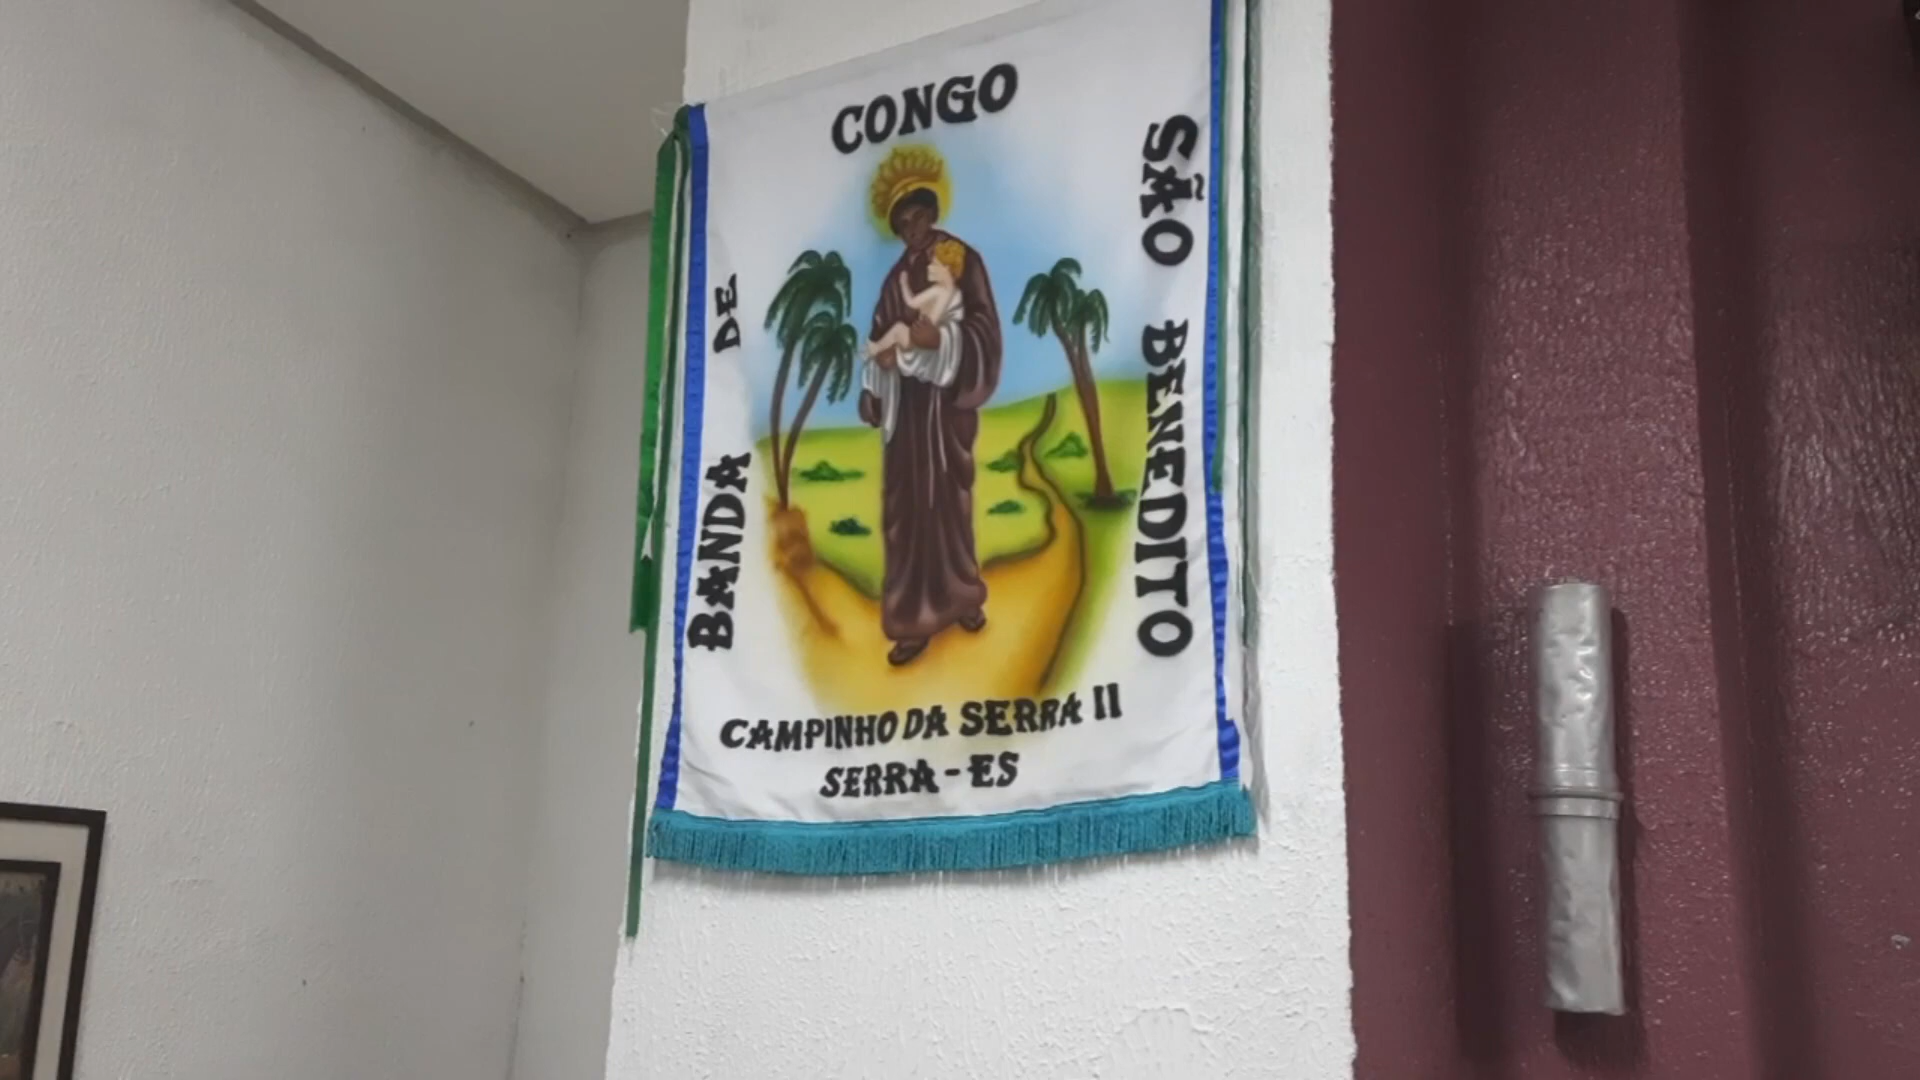 BANDA DE
CONGO
SÃO BENEDITO
CAMPINHO DA SERRA II
SERRA - ES